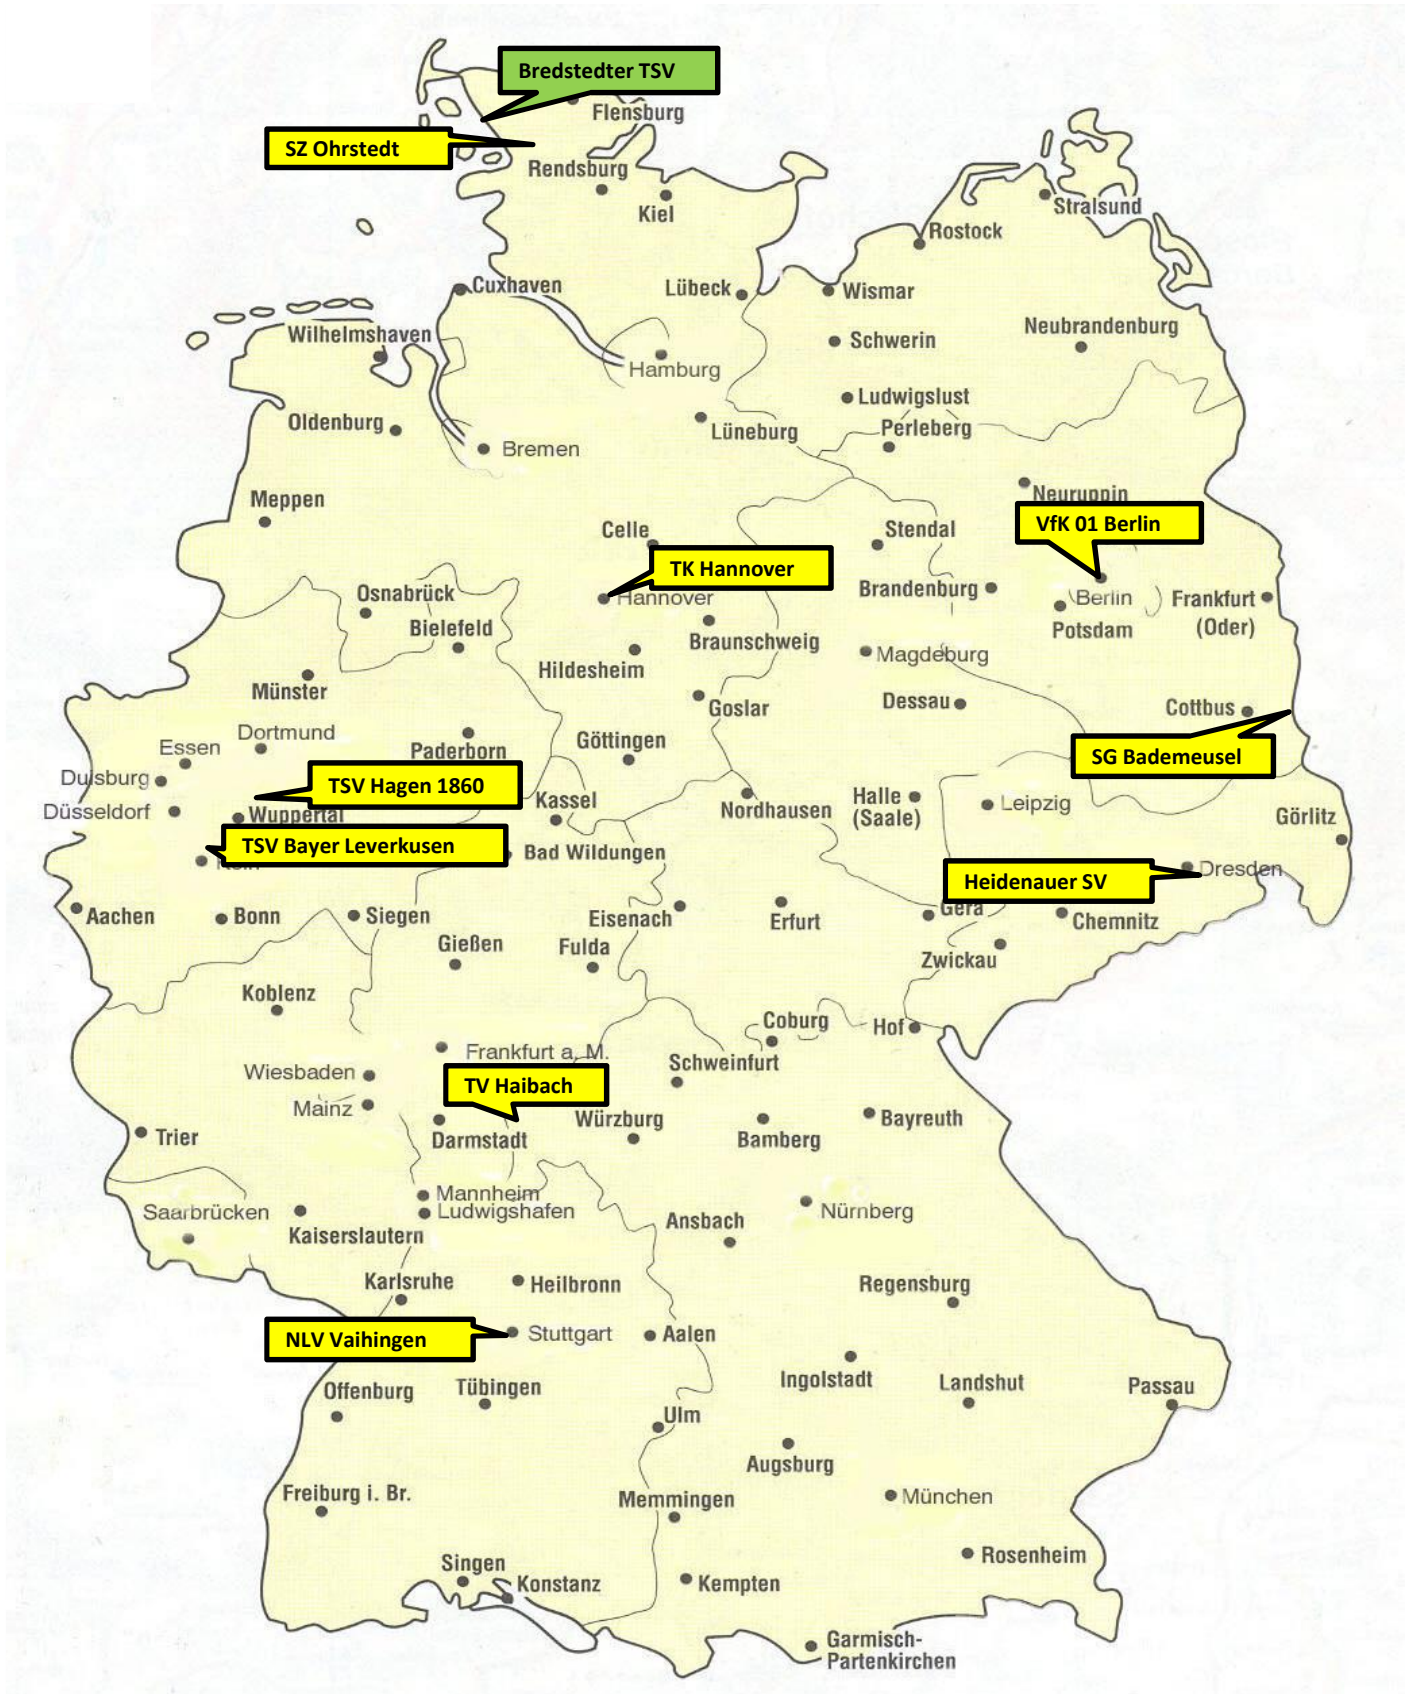 Bredstedter TSV
Flensburg
SZ Ohrstedt
Rendsburg
Kiel
Stralsund
Rostock
Cuxhaven
Lübeck
Wismar
Wilhelmshaven
Schwerin
Neubrandenburg
Hamburg
Ludwigslust
Oldenburg
Lüneburg
Perleberg
Bremen
Meppen
Neuruppin
VfK 01 Berlin
Celle
Stendal
TK Hannover
Osnabrück
Hannover
Brandenburg
Berlin
Frankfurt
(Oder)
Bielefeld
Braunschweig
Potsdam
Hildesheim
Magdeburg
Münster
Goslar
Dessau
Cottbus
Dortmund
Essen
Paderborn
Göttingen
SG Bademeusel
Duisburg
TSV Hagen 1860
Kassel
Nordhausen
Halle
(Saale)
Leipzig
Düsseldorf
Wuppertal
Görlitz
TSV Bayer Leverkusen
Bad Wildungen
Köln
Heidenauer SV
Dresden
Aachen
Bonn
Siegen
Eisenach
Erfurt
Gera
Chemnitz
Gießen
Fulda
Zwickau
Koblenz
Coburg
Hof
Frankfurt a. M.
Schweinfurt
Wiesbaden
TV Haibach
Mainz
Würzburg
Bayreuth
Trier
Darmstadt
Bamberg
Mannheim
Saarbrücken
Ludwigshafen
Ansbach
Nürnberg
Kaiserslautern
Karlsruhe
Heilbronn
Regensburg
NLV Vaihingen
Stuttgart
Aalen
Offenburg
Tübingen
Ingolstadt
Landshut
Passau
Ulm
Augsburg
Freiburg i. Br.
Memmingen
München
Singen
Rosenheim
Konstanz
Kempten
Garmisch-
Partenkirchen